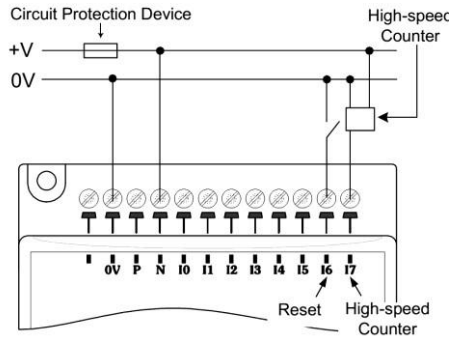 Circuit Protection Device
High-speed
Counter
+V
0V
0V P N I0 I1 I2 I3 I4 I5 I6 I7
Reset
High-speed
Counter